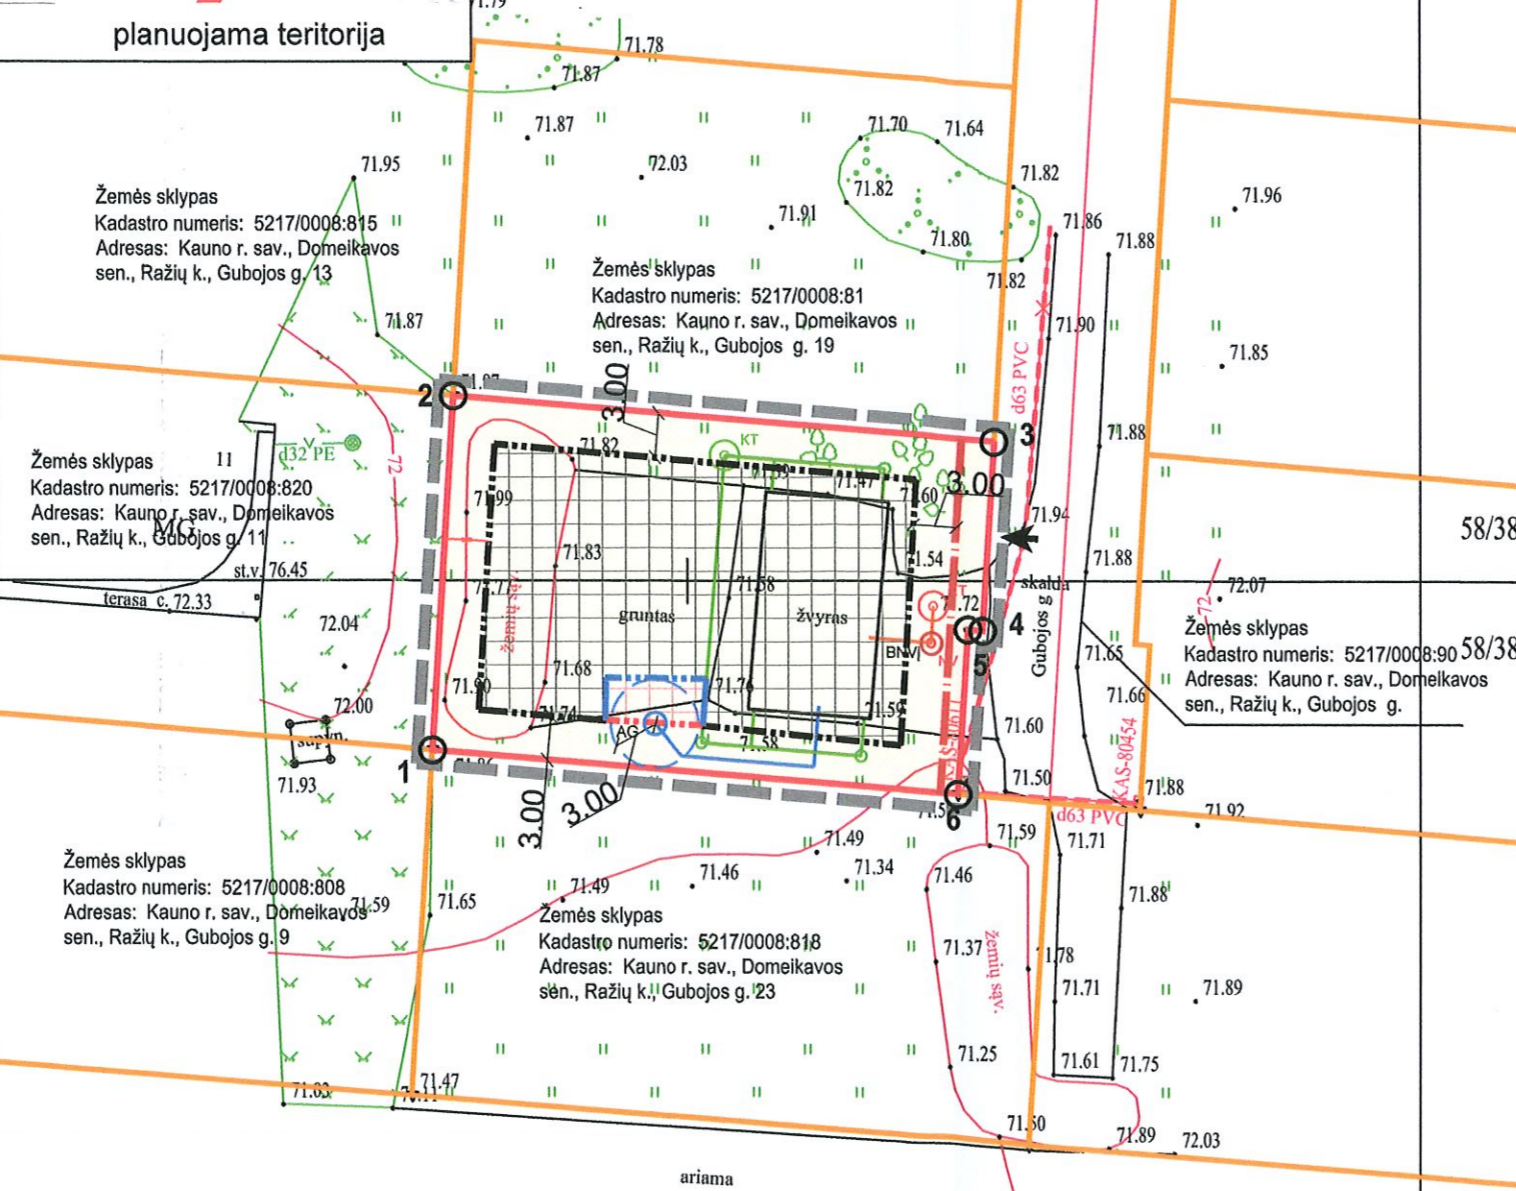 planuojama teritorija
71.78
71.87
71.87
72.03
71.95
71.91
71.70
71.64
71.82
71.82
71.80
71.82
71.86
71.88
71.96
Žemės sklypas
Kadastro numeris: 5217/0008:815
Adresas: Kauno r. sav., Domeikavos
sen., Ražių k., Gubojos g. 13
Žemės sklypas
Kadastro numeris: 5217/0008:81
Adresas: Kauno r. sav., Domeikavos
sen., Ražių k., Gubojos g. 19
71.87
71.90
71.85
d63 PVC
2
3
3.00
3.00
71.82
KT
71.47
71.88
71.94
72
d32 PE
V
Žemės sklypas 11
Kadastro numeris: 5217/0008:820
Adresas: Kauno r. sav., Domeikavos
sen., Ražių k., Gubojos g. 11
MG
71.99
71.83
71.58
71.54
71.88
58/38
st.v. 76.45
terasa c. 72.33
žemių sąv.
gruntas
žvyras
skalda
Gubojos g
72
72.07
72.04
BNVĮ
4
5
71.65
Žemės sklypas
Kadastro numeris: 5217/0008:90
Adresas: Kauno r. sav., Domeikavos
sen., Ražių k., Gubojos g.
58/38
71.68
71.90
71.74
71.76
71.59
71.66
72.00
71.60
AG
71.58
71.93
1
3.00
3.00
6
71.50
KAS-80454
71.88
d63 PVC
71.92
71.59
71.71
71.49
71.46
71.34
71.46
71.49
71.88
Žemės sklypas
Kadastro numeris: 5217/0008:808
Adresas: Kauno r. sav., Domeikavos
sen., Ražių k., Gubojos g. 9
71.59
71.65
Žemės sklypas
Kadastro numeris: 5217/0008:818
Adresas: Kauno r. sav., Domeikavos
sen., Ražių k., Gubojos g. 23
71.37
žemių sąv.
71.78
71.71
71.89
71.25
71.61
71.75
71.63
71.47
71.50
71.89
72.03
ariama